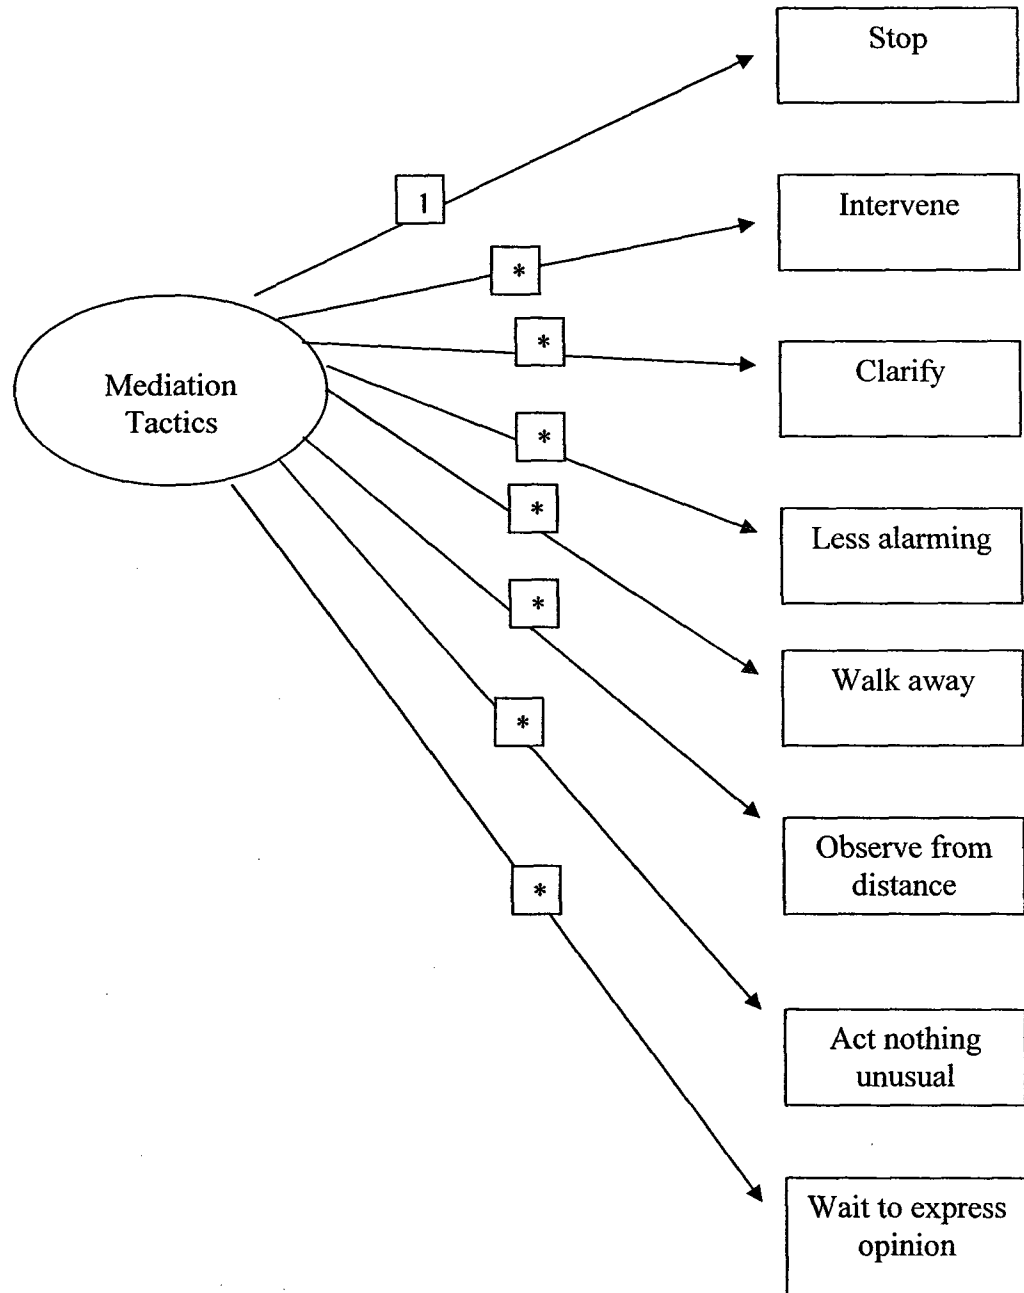 Stop
1
Intervene
*
*
Clarify
Mediation
Tactics
*
Less alarming
*
*
Walk away
*
Observe from
distance
*
Act nothing
unusual
Wait to express
opinion